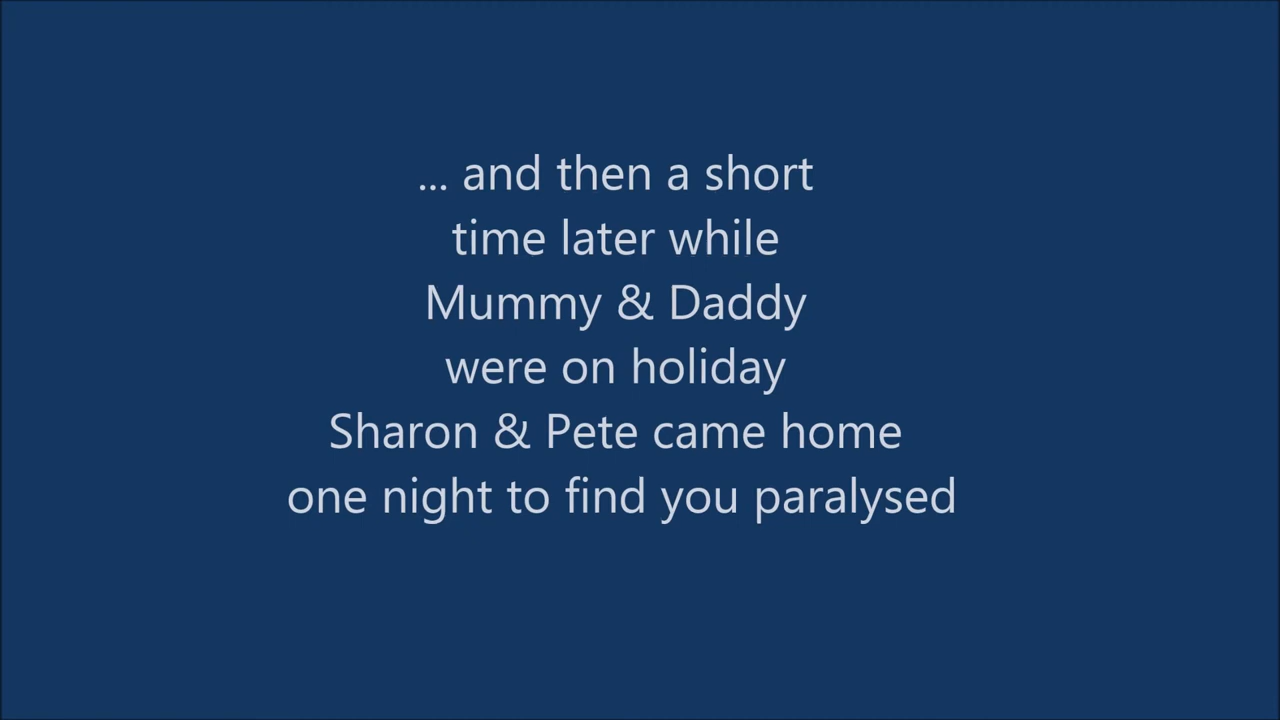 ... and then a short
time later while
Mummy & Daddy
were on holiday
Sharon & Pete came home
one night to find you paralysed